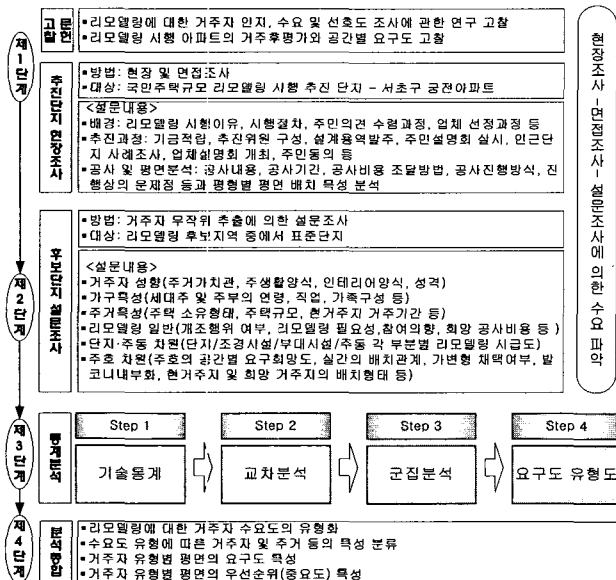 제1단계
문헌고찰
▪리모델링에 대한 거주자 인지, 수요 및 선호도 조사에 관한 연구 고찰
▪리모델링 시행 아파트의 거주후평가와 공간별 요구도 고찰
추진단지 현장조사
▪방법: 현장 및 면접조사
▪대상: 국민주택규모 리모델링 시행 추진 단지 - 서초구 궁전아파트
<설문내용>
▪배경: 리모델링 시행이유, 시행절차, 주민의견 수렴과정, 업체 선정과정 등
▪추진과정: 기금적립, 추진위원 구성, 설계용역발주, 주민설명회 실시, 인근단
지 사례조사, 업체설명회 개최, 주민동의 등
▪공사 및 평면분석: 공사내용, 공사기간, 공사비용 조달방법, 공사진행방식, 진
행상의 문제점 등과 평형별 평면 배치 특성 분석
제2단계
후보단지 설문조사
▪방법: 거주자 무작위 추출에 의한 설문조사
▪대상: 리모델링 후보지역 중에서 표준단지
<설문내용>
▪거주자 성향(주거가치관, 주생활양식, 인테리어양식, 성격)
▪가구특성(세대주 및 주부의 연령, 직업, 가족구성 등)
▪주거특성(주택 소유형태, 주택규모, 현거주지 거주기간 등)
▪리모델링 일반(개조행위 여부, 리모델링 필요성, 참여의향, 희망 공사비용 등 )
▪단지·주동 차원(단지/조경시설/부대시설/주동 각 부분별 리모델링 시급도)
▪주호 차원(주호의 공간별 요구희망도, 실간의 배치관계, 가변형 채택여부, 발
코니내부화, 현거주지 및 희망 거주지의 배치형태 등)
현장조사-면접조사-설문조사에 의한 수요 파악
제3단계
통계분석
Step 1
Step 2
Step 3
Step 4
기술통계
교차분석
군집분석
요구도 유형도
제4단계
분석통합
▪리모델링에 대한 거주자 수요도의 유형화
▪수요도 유형에 따른 거주자 및 주거 등의 특성 분류
▪거주자 유형별 평면의 요구도 특성
▪거주자 유형별 평면의 우선순위(중요도) 특성